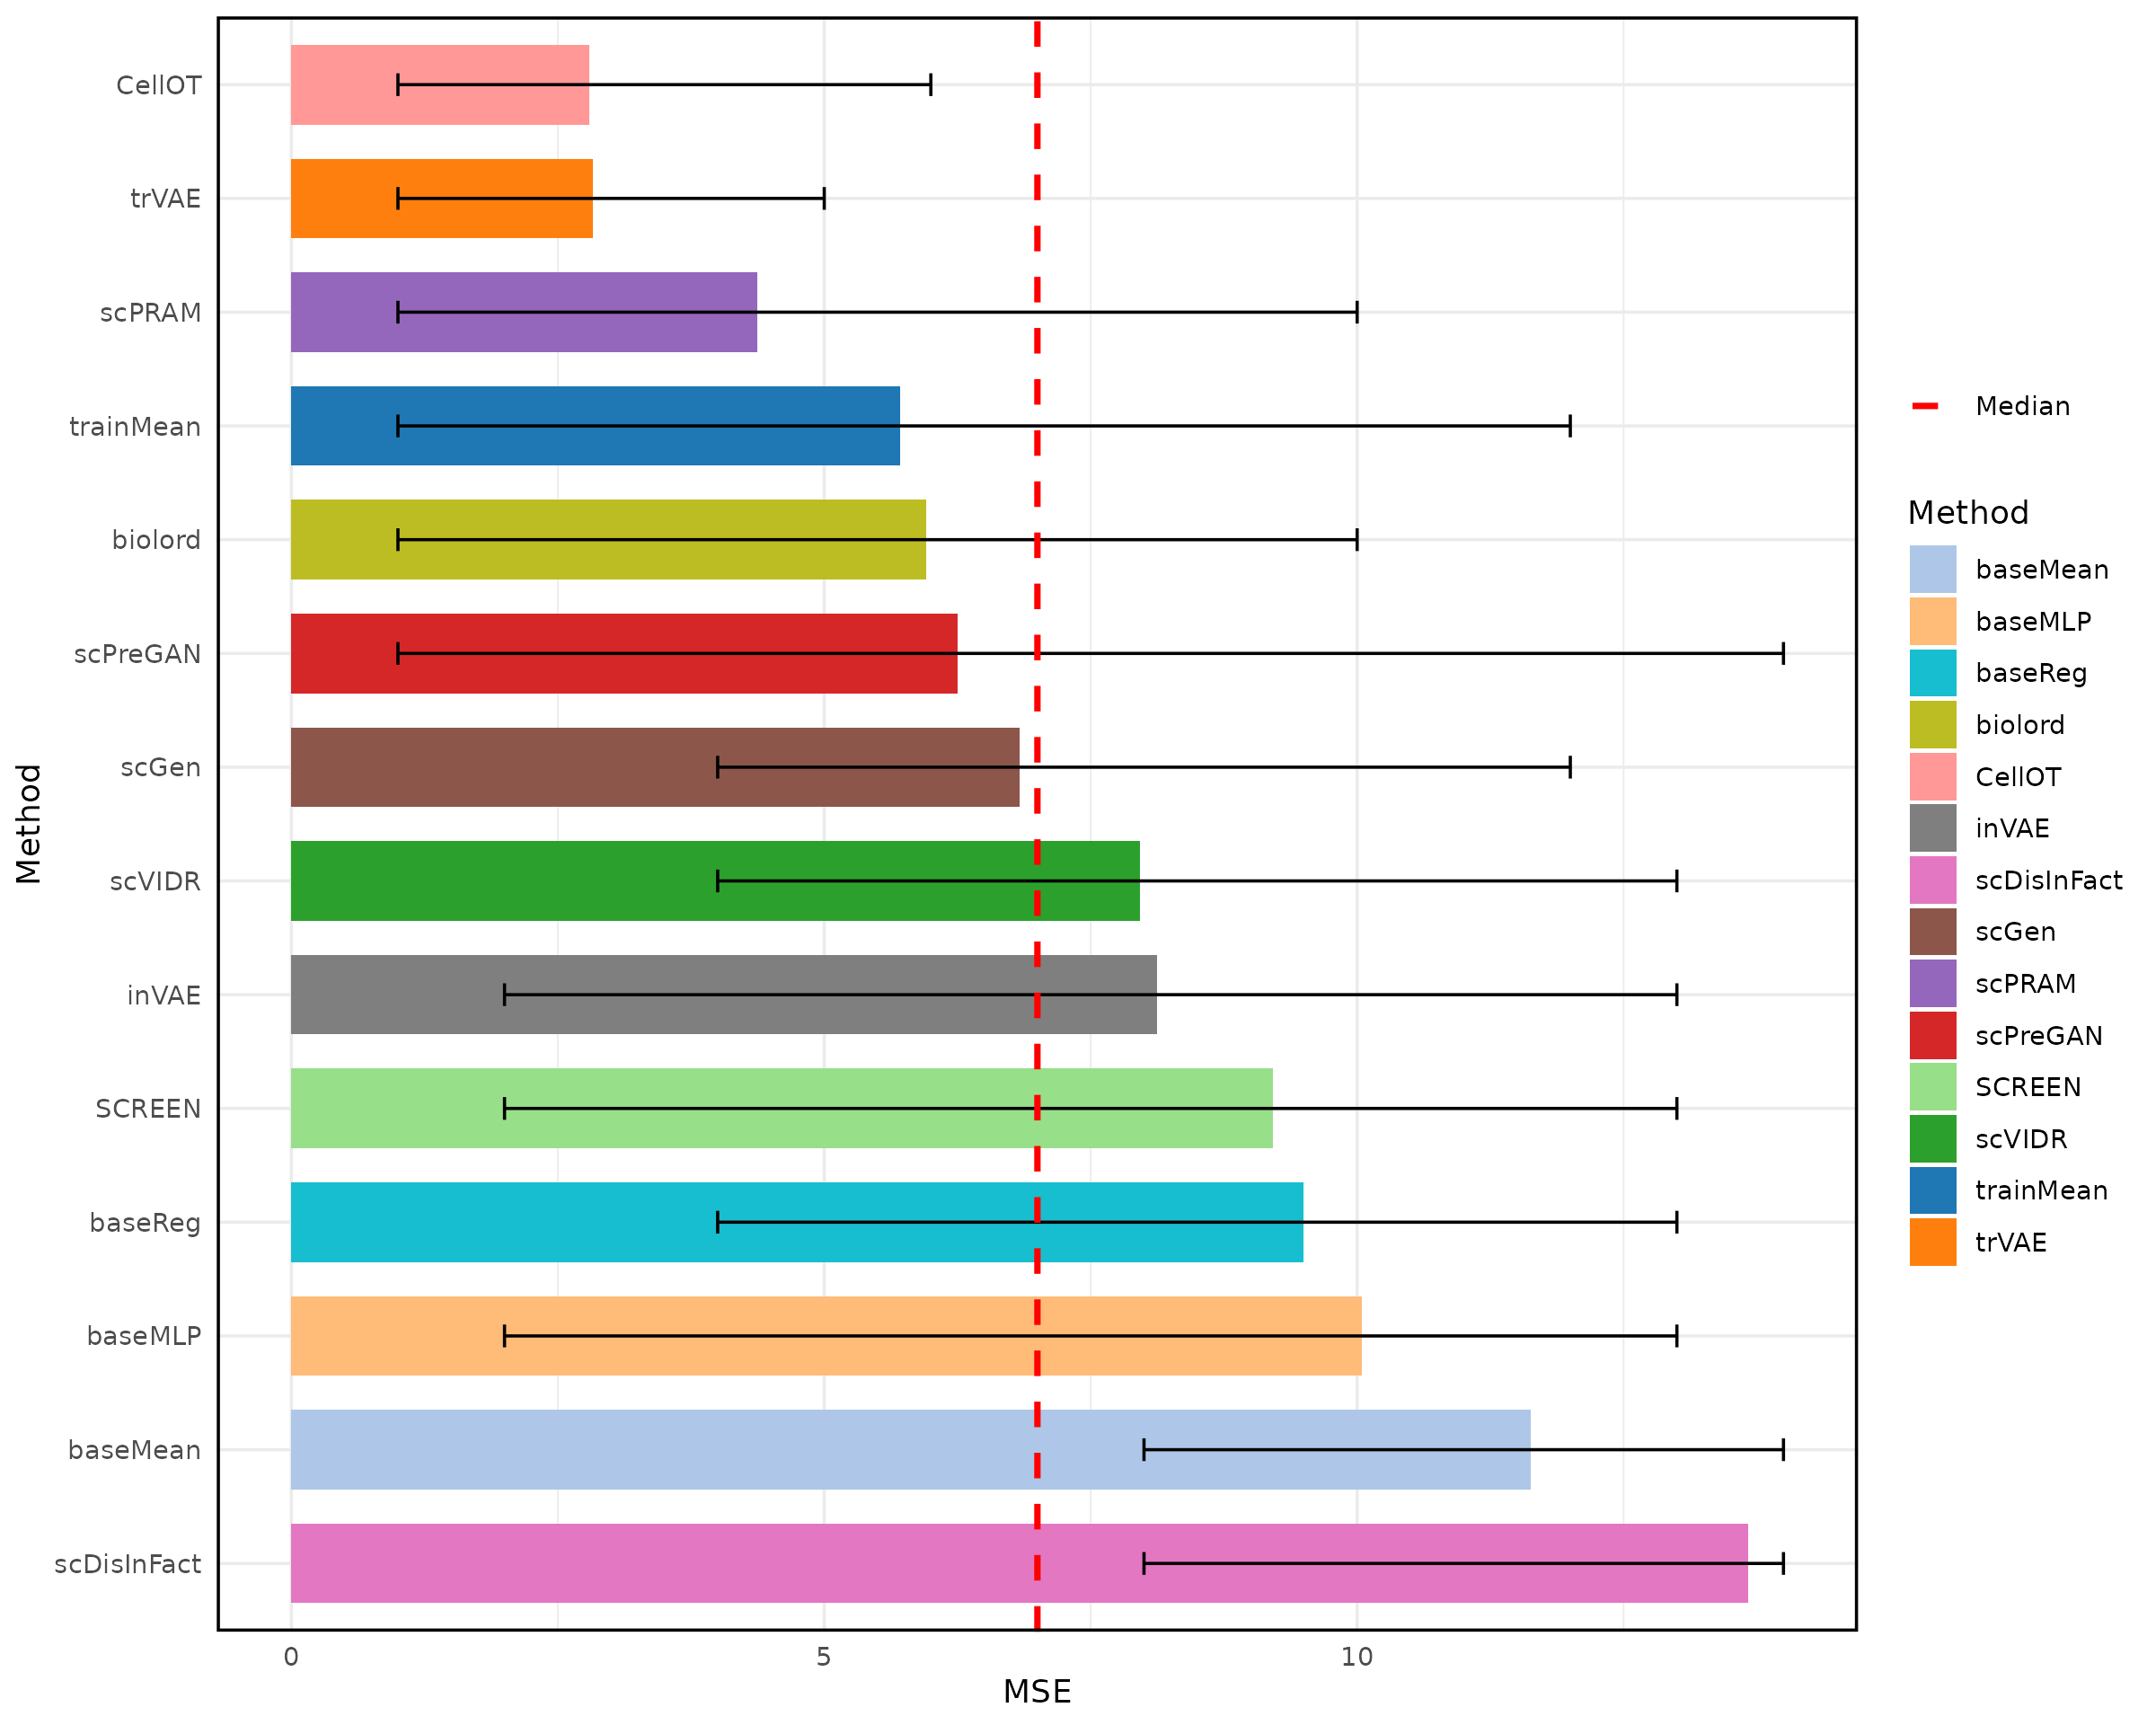 CellOT
trVAE
scPRAM
trainMean
biolord
scPreGAN
scGen
scVIDR
inVAE
SCREEN
baseReg
baseMLP
baseMean
scDisInFact
Method
0 5 10
MSE
Median
Method
baseMean
baseMLP
baseReg
biolord
CellOT
inVAE
scDisInFact
scGen
scPRAM
scPreGAN
SCREEN
scVIDR
trainMean
trVAE